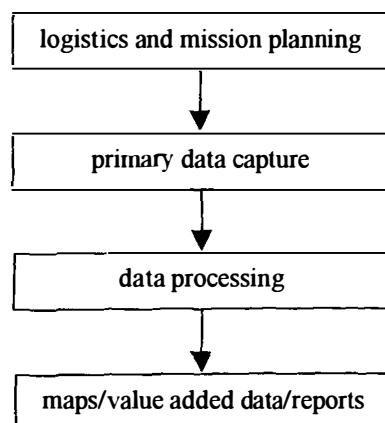 logistics and mission planning
primary data capture
data processing
maps/value added data/reports